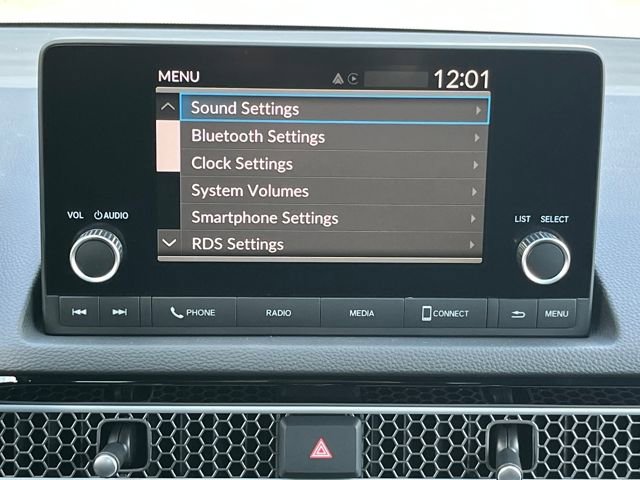 MENU 12:01
Sound Settings
Bluetooth Settings
Clock Settings
System Volumes
Smartphone Settings
RDS Settings
VOL AUDIO
LIST SELECT
PHONE RADIO MEDIA CONNECT MENU